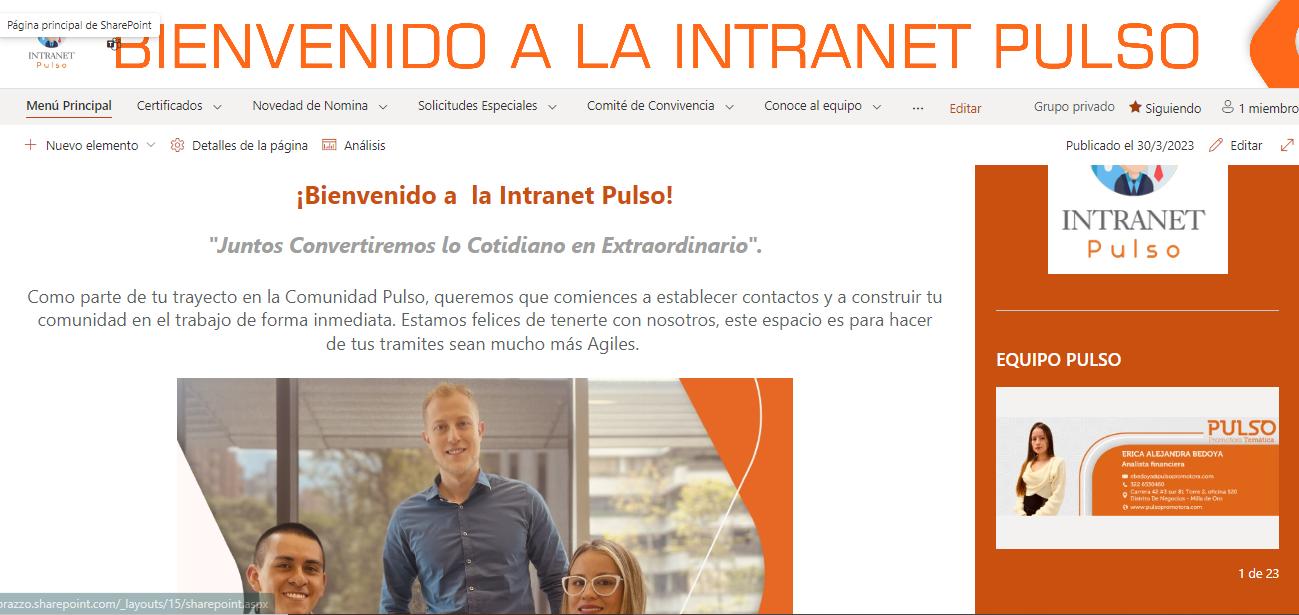 Página principal de SharePoint
BIENVENIDO A LA INTRANET PULSO
INTRANET
Pulso
Menú Principal
Certificados
Novedad de Nomina
Solicitudes Especiales
Comité de Convivencia
Conoce al equipo
...
Editar
Grupo privado
Siguiendo
1 miembro
Nuevo elemento
Detalles de la página
Análisis
Publicado el 30/3/2023
Editar
¡Bienvenido a la Intranet Pulso!
"Juntos Convertiremos lo Cotidiano en Extraordinario".
Como parte de tu trayecto en la Comunidad Pulso, queremos que comiences a establecer contactos y a construir tu
comunidad en el trabajo de forma inmediata. Estamos felices de tenerte con nosotros, este espacio es para hacer
de tus tramites sean mucho más Agiles.
INTRANET
Pulso
EQUIPO PULSO
PULSO
Promotora Temática
ERICA ALEJANDRA BEDOYA
Analista financiera
ebedoya@pulsopromotora.com
322 6530460
Carrera 42 #3 sur 81 Torre 2, oficina 520
Distrito De Negocios - Milla de Oro
www.pulsopromotora.com
1 de 23
orazzo.sharepoint.com/_layouts/15/sharepoint.aspx